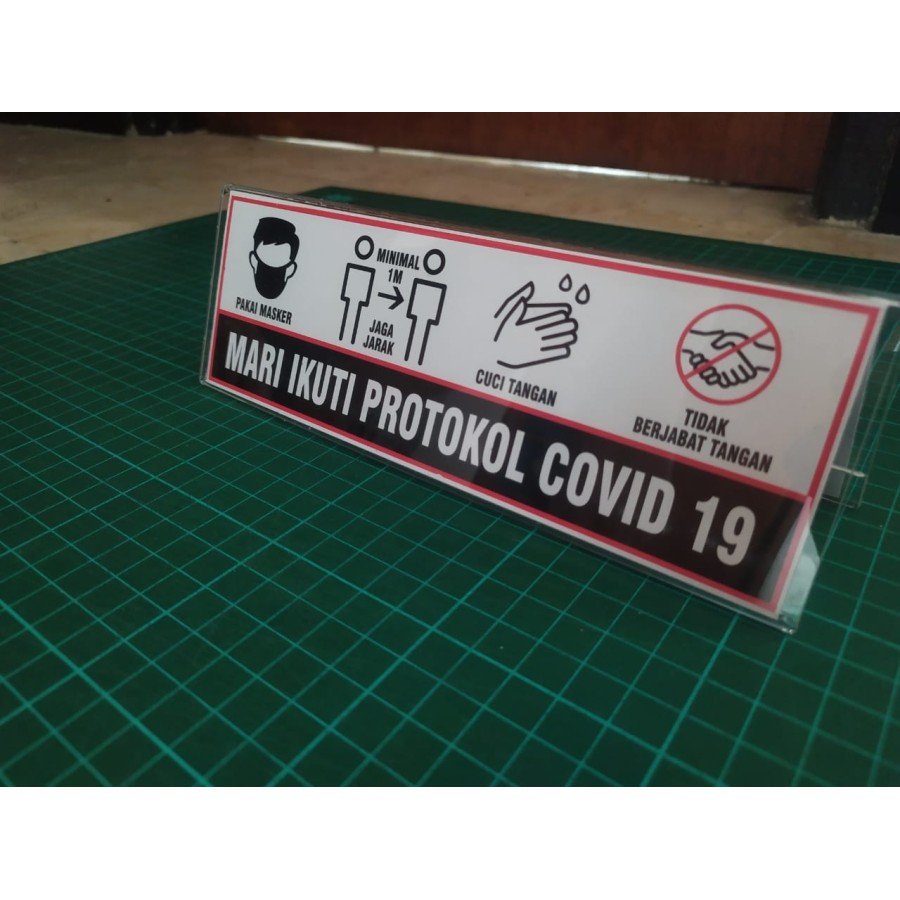 PAKAI MASKER
MINIMAL
1M
JAGA
JARAK
CUCI TANGAN
TIDAK
BERJABAT TANGAN
MARI IKUTI PROTOKOL COVID 19